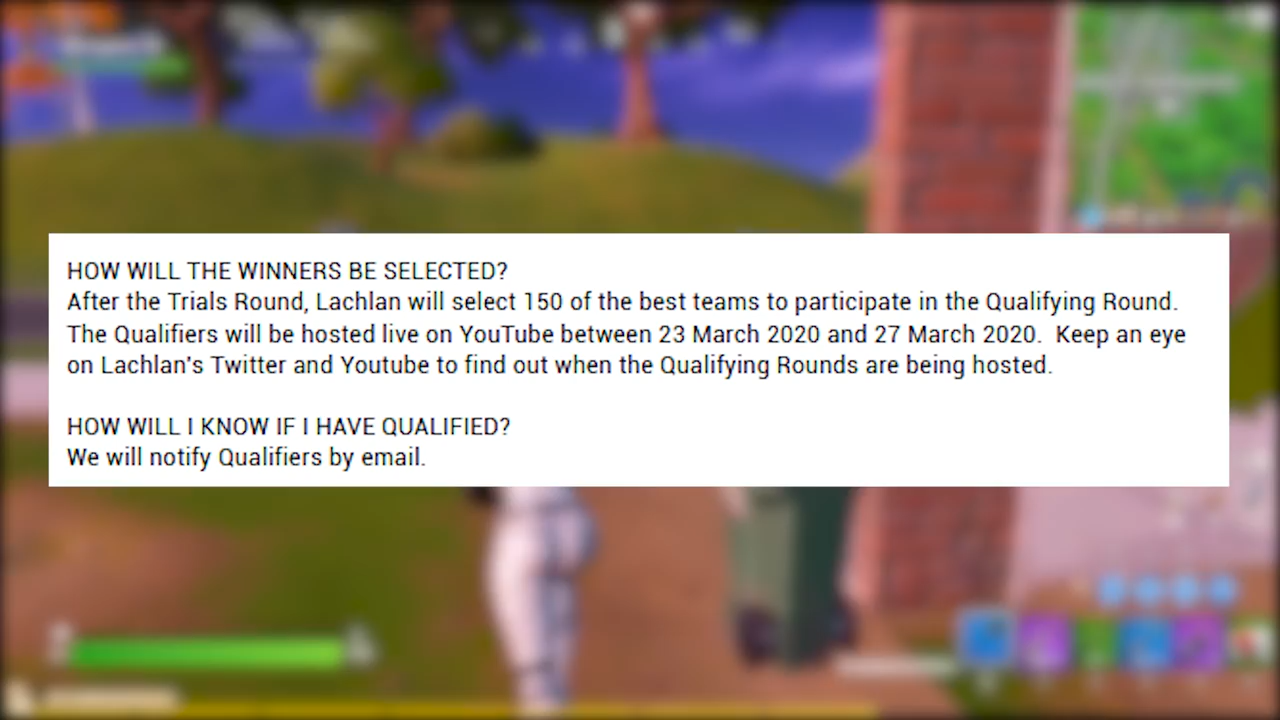 HOW WILL THE WINNERS BE SELECTED?
After the Trials Round, Lachlan will select 150 of the best teams to participate in the Qualifying Round.
The Qualifiers will be hosted live on YouTube between 23 March 2020 and 27 March 2020.  Keep an eye
on Lachlan's Twitter and Youtube to find out when the Qualifying Rounds are being hosted.
HOW WILL I KNOW IF I HAVE QUALIFIED?
We will notify Qualifiers by email.